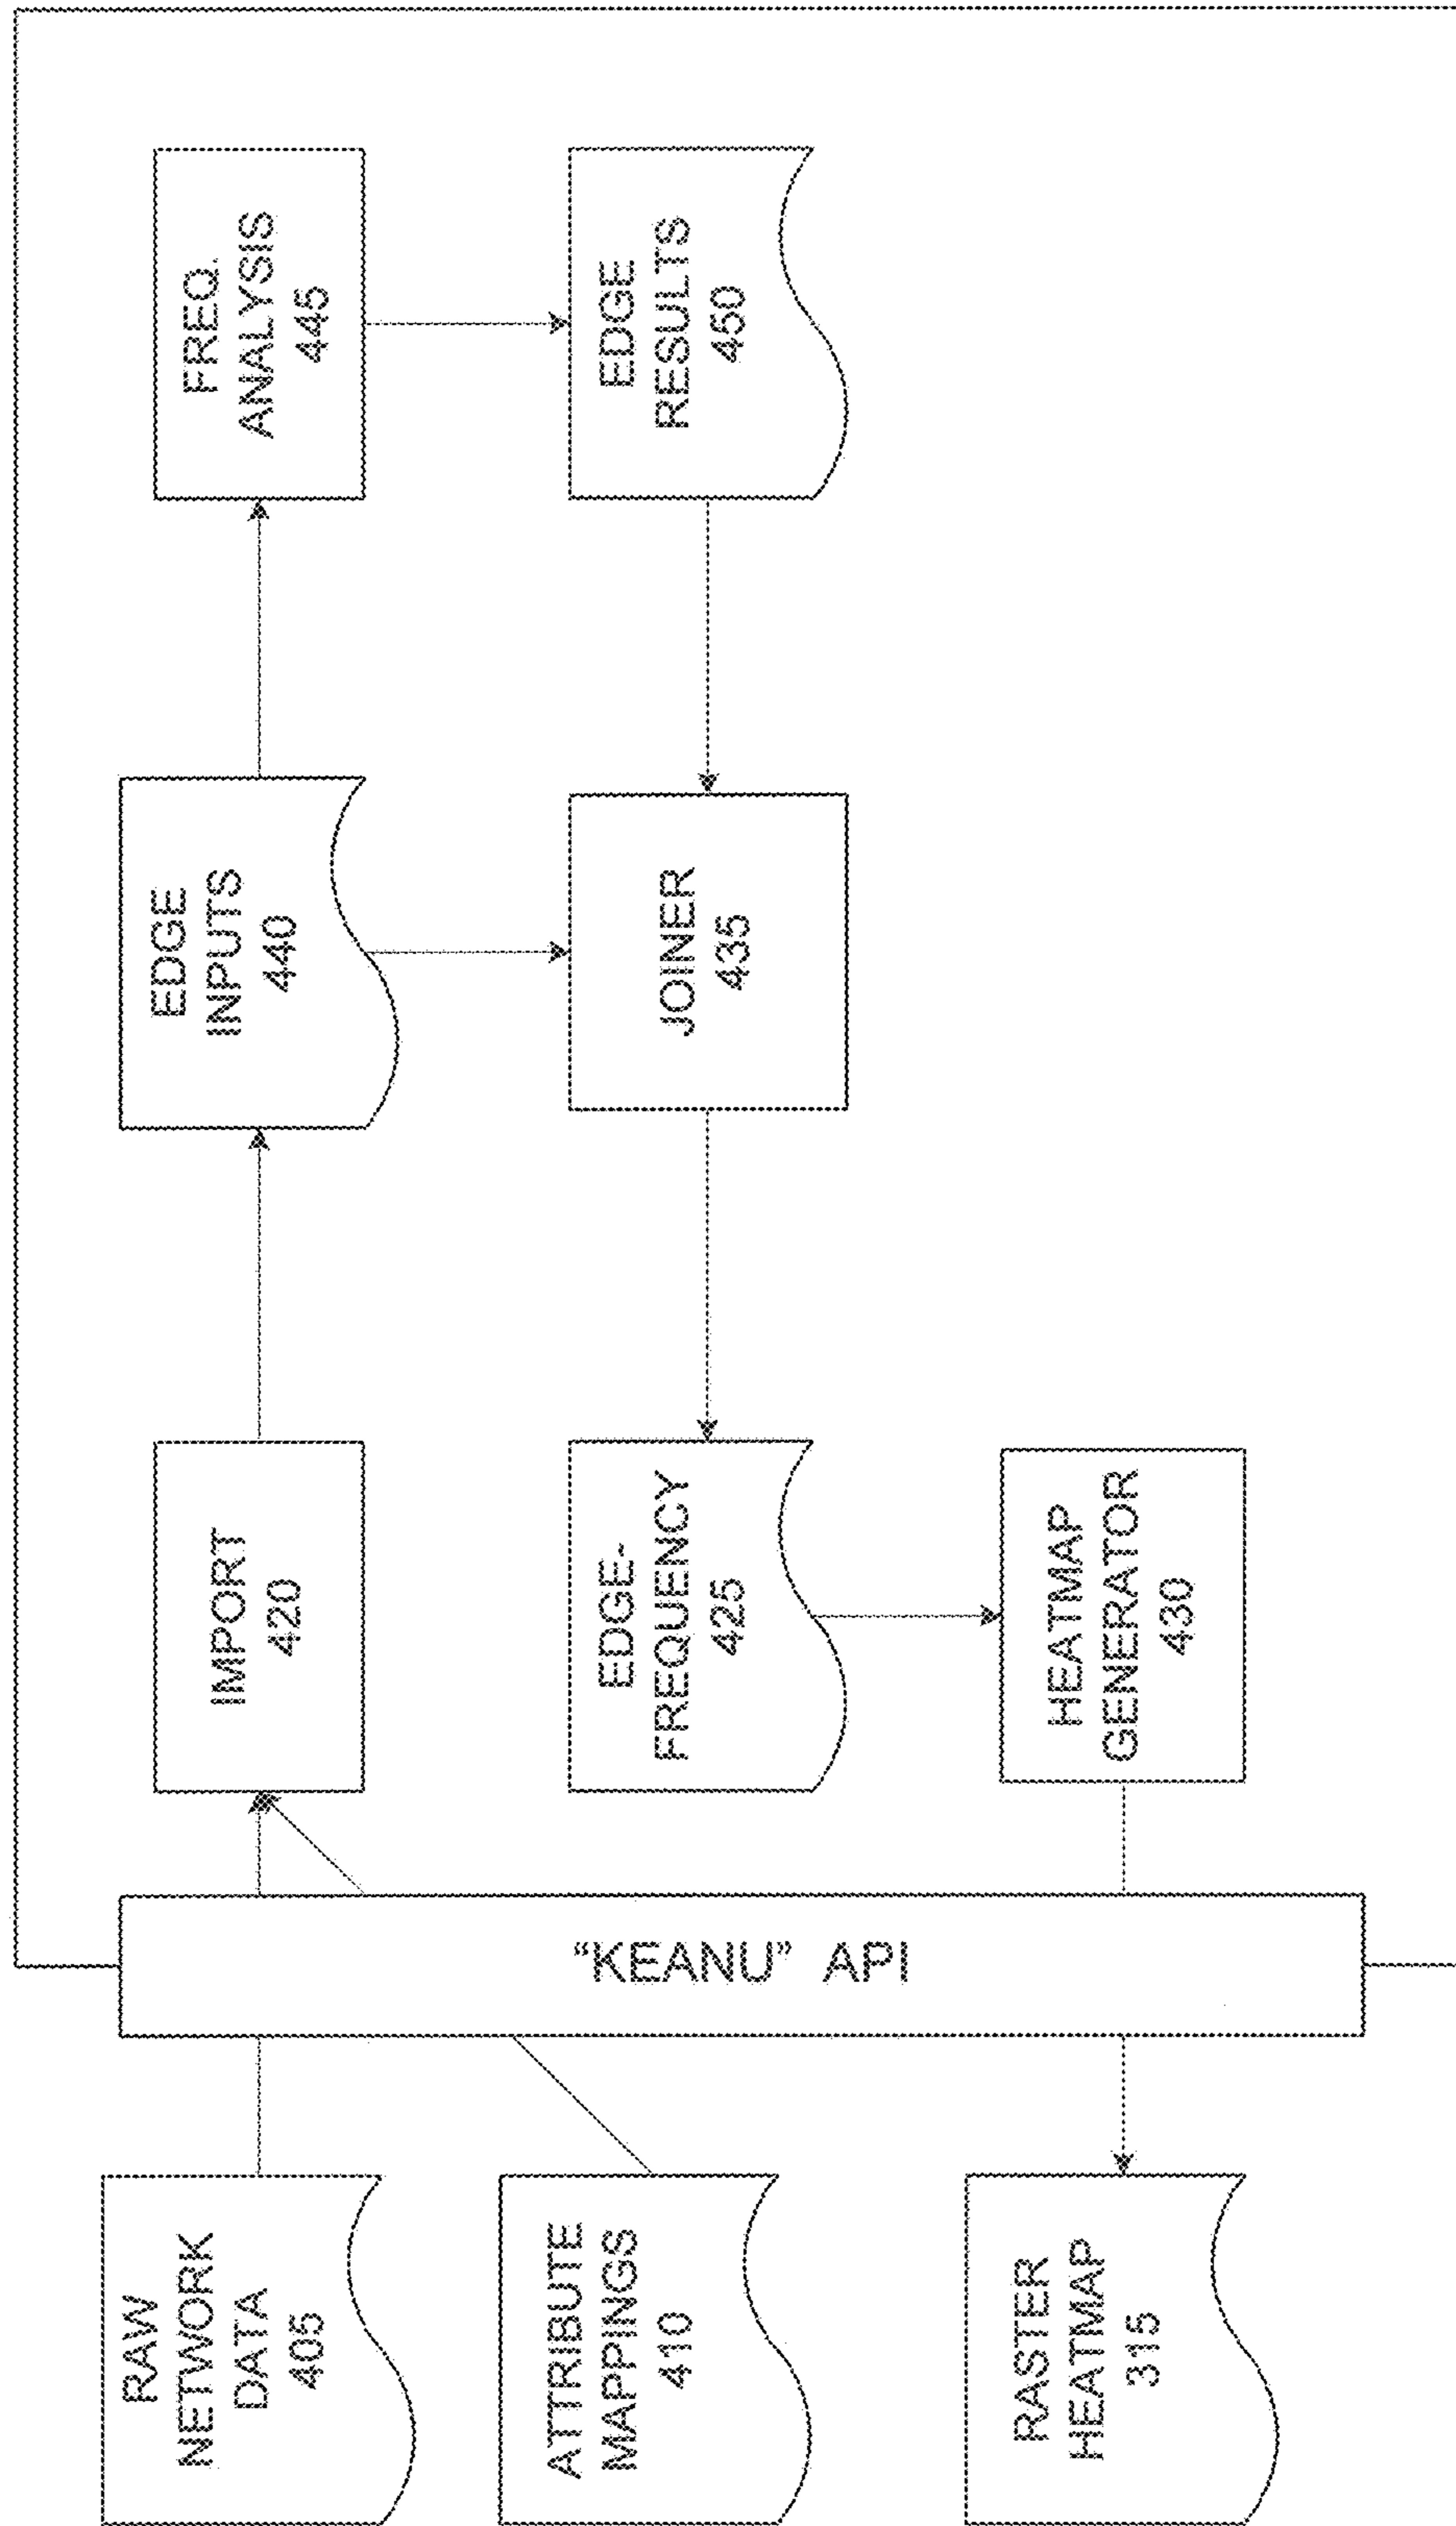 RAW
NETWORK
DATA
405
ATTRIBUTE
MAPPINGS
410
RASTER
HEATMAP
315
“KEANU” API
IMPORT
420
EDGE-
FREQUENCY
425
HEATMAP
GENERATOR
430
EDGE
INPUTS
440
JOINER
435
FREQ.
ANALYSIS
445
EDGE
RESULTS
450